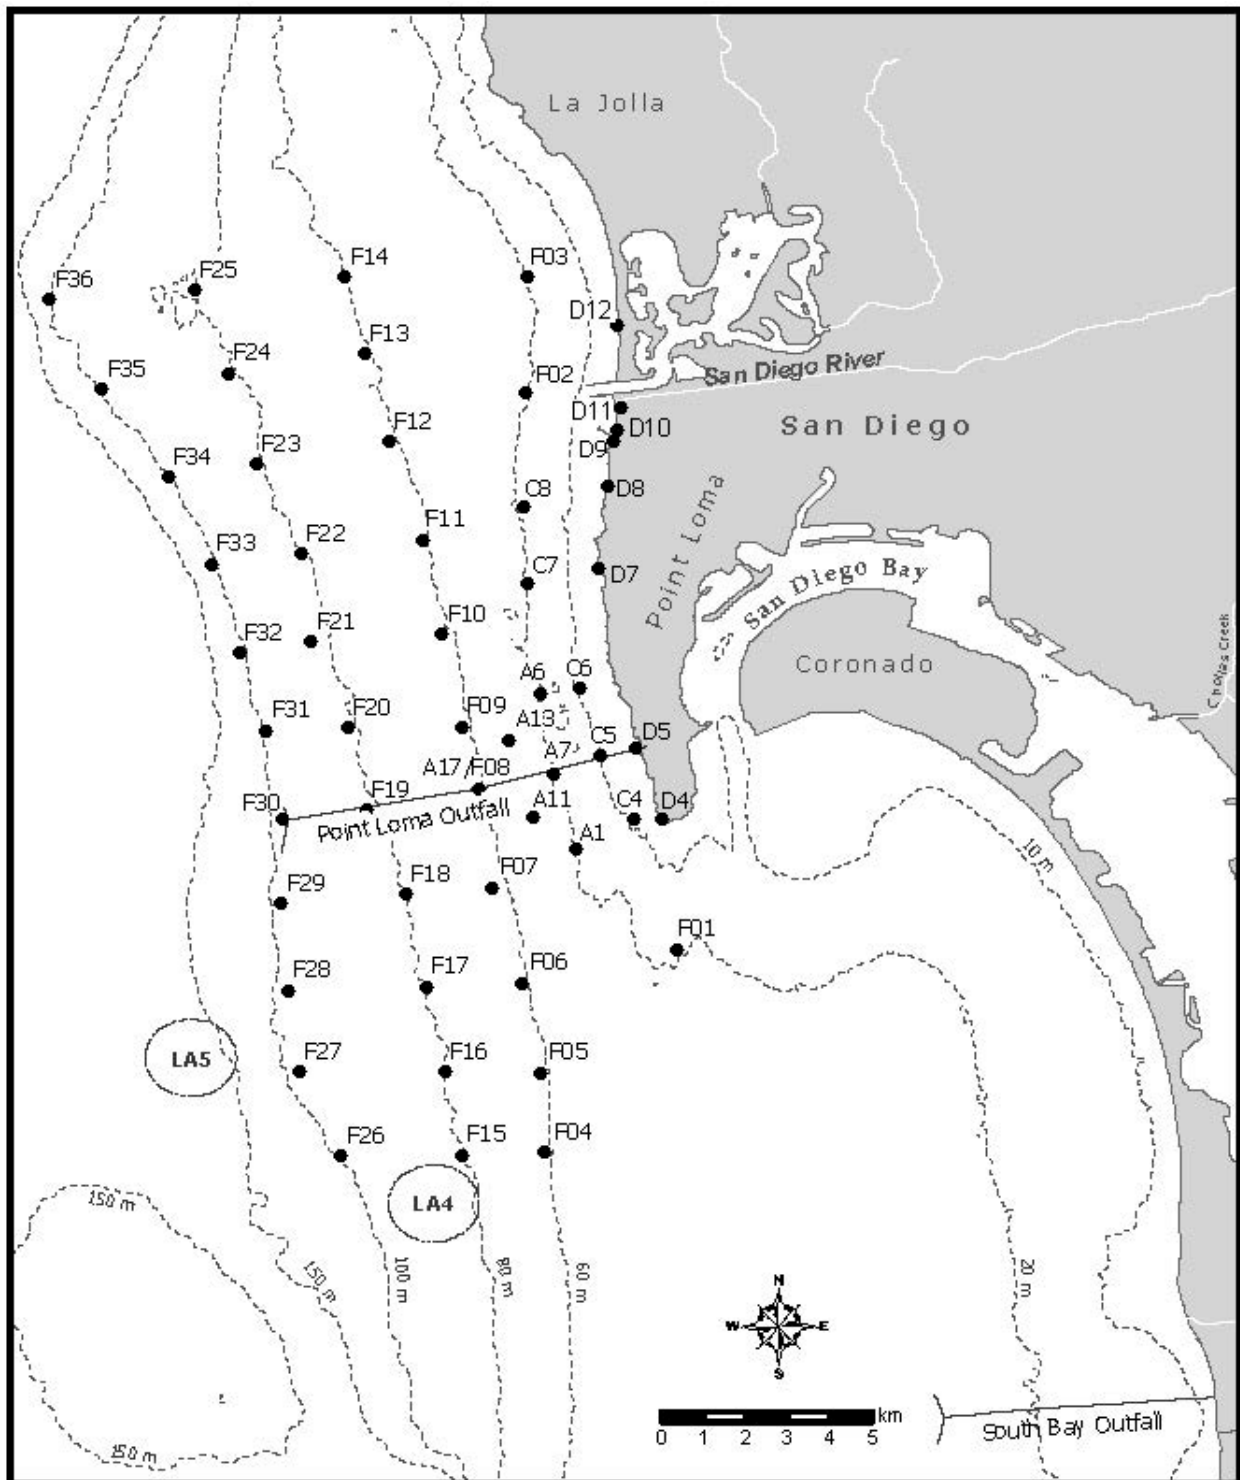 La Jolla
F14
F03
F25
F36
D12
F13
F24
F02
San Diego River
F35
D11
D10
San Diego
F12
D9
F23
F34
D8
C8
Point Loma
F11
F22
F33
D7
C7
San Diego Bay
F10
F21
F32
Coronado
Chollas Creek
A6
C6
F31
F20
F09
A13
C5
D5
A7
A17/F08
F30
F19
Point Loma Outfall
A11
C4
D4
A1
10 m
F29
F18
F07
F01
F28
F17
F06
LA5
F27
F16
F05
F26
F15
F04
150 m
LA4
150 m
100 m
80 m
60 m
20 m
N
W E
S
km
0 1 2 3 4 5
South Bay Outfall
150 m